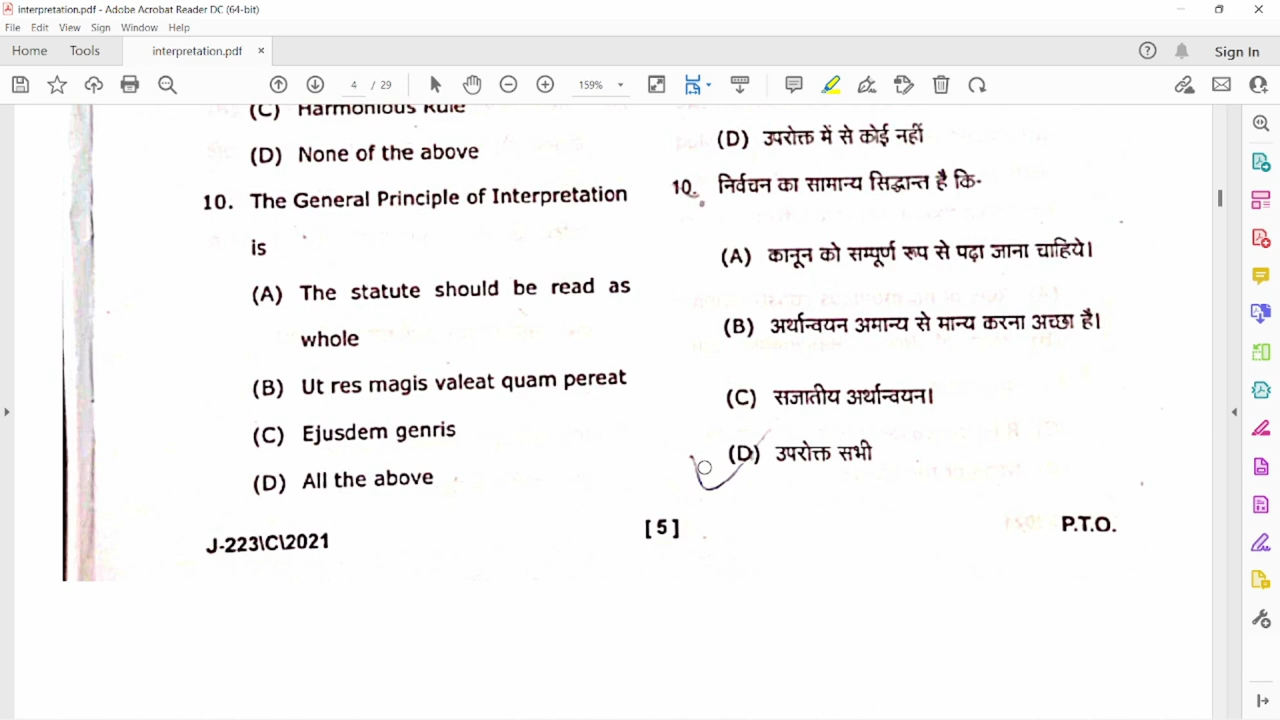 interpretation.pdf - Adobe Acrobat Reader DC (64-bit)
File Edit View Sign Window Help
Home Tools interpretation.pdf × Sign In
4 / 29 159%
(C) Harmonious Rule
(D) None of the above
10. The General Principle of Interpretation
is
(A) The statute should be read as
whole
(B) Ut res magis valeat quam pereat
(C) Ejusdem genris
(D) All the above
J-223\C\2021
(D) उपरोक्त में से कोई नहीं
10. निर्वचन का सामान्य सिद्धान्त है कि-
(A) कानून को सम्पूर्ण रूप से पढ़ा जाना चाहिये।
(B) अर्थान्वयन अमान्य से मान्य करना अच्छा है।
(C) सजातीय अर्थान्वयन।
(D) उपरोक्त सभी
[ 5 ]
P.T.O.